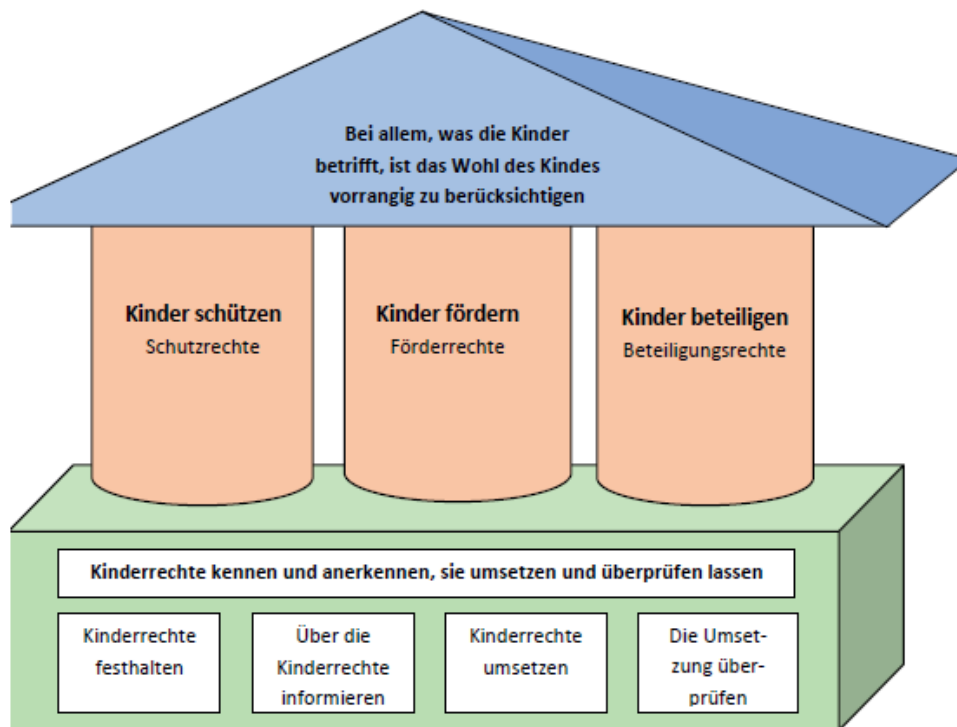 Bei allem, was die Kinder
betrifft, ist das Wohl des Kindes
vorrangig zu berücksichtigen
Kinder schützen
Schutzrechte
Kinder fördern
Förderrechte
Kinder beteiligen
Beteiligungsrechte
Kinderrechte kennen und anerkennen, sie umsetzen und überprüfen lassen
Kinderrechte
festhalten
Über die
Kinderrechte
informieren
Kinderrechte
umsetzen
Die Umset-
zung über-
prüfen